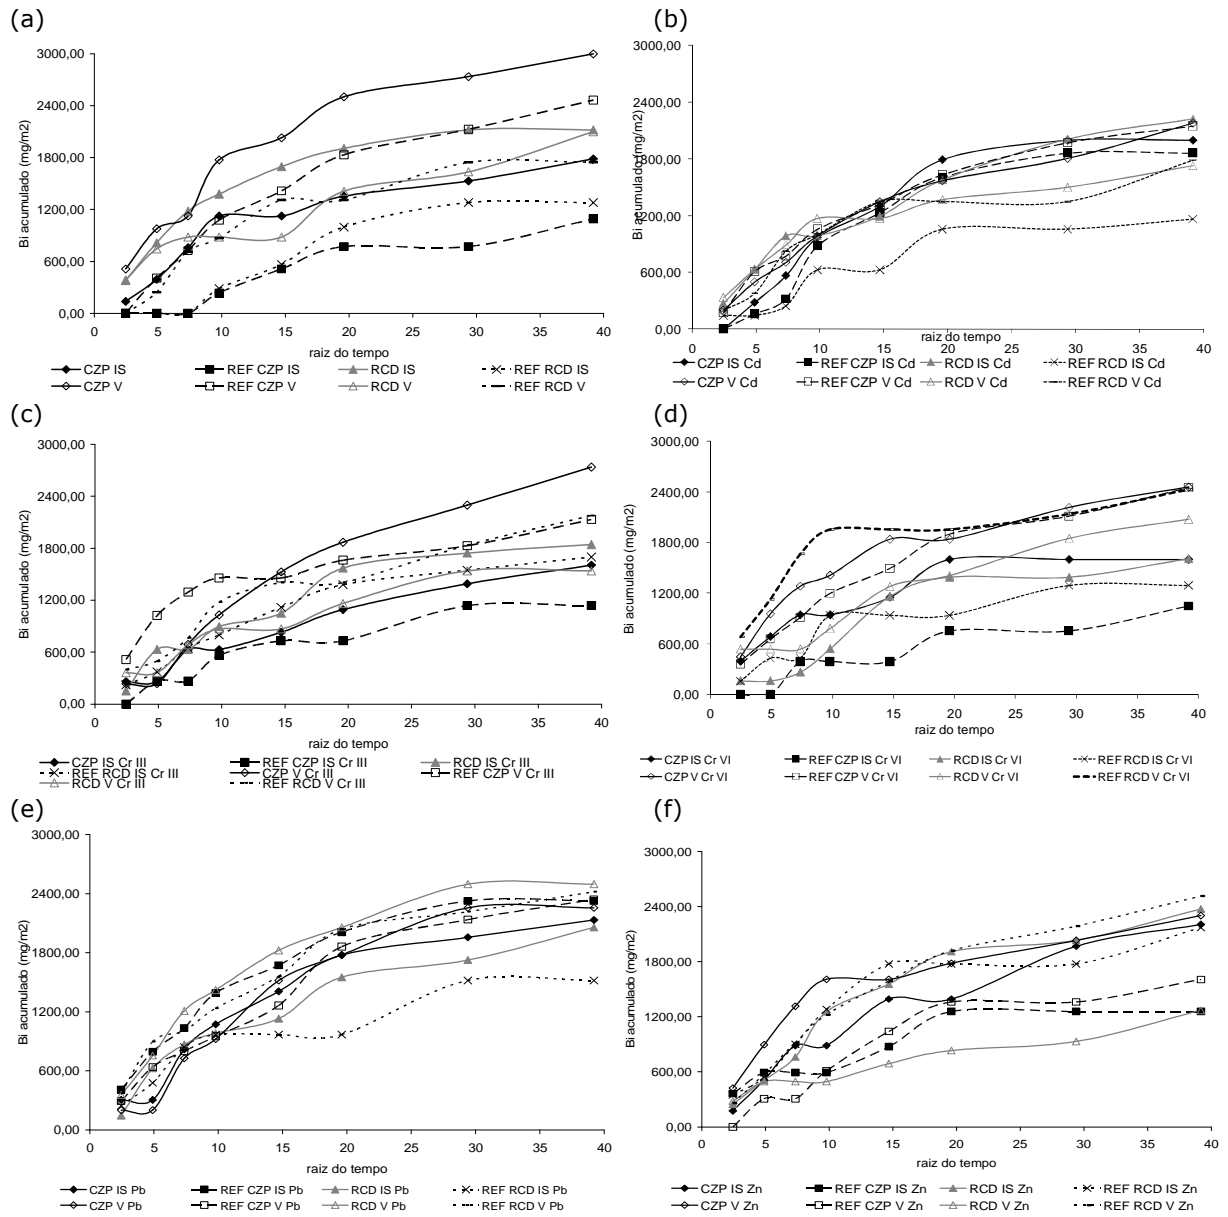 (a)
3000,00
2400,00
1800,00
1200,00
600,00
0,00
Bi acumulado (mg/m2)
0 5 10 15 20 25 30 35 40
raiz do tempo
CZP IS REF CZP IS RCD IS REF RCD IS
CZP V REF CZP V RCD V REF RCD V
(b)
3000,00
2400,00
1800,00
1200,00
600,00
0,00
Bi acumulado (mg/m2)
0 5 10 15 20 25 30 35 40
raiz do tempo
CZP IS Cd REF CZP IS Cd RCD IS Cd REF RCD IS Cd
CZP V Cd REF CZP V Cd RCD V Cd REF RCD V Cd
(c)
3000,00
2400,00
1800,00
1200,00
600,00
0,00
Bi acumulado (mg/m2)
0 5 10 15 20 25 30 35 40
raiz do tempo
CZP IS Cr III REF CZP IS Cr III RCD IS Cr III
REF RCD IS Cr III CZP V Cr III REF CZP V Cr III
RCD V Cr III REF RCD V Cr III
(d)
3000,00
2400,00
1800,00
1200,00
600,00
0,00
Bi acumulado (mg/m2)
0 5 10 15 20 25 30 35 40
raiz do tempo
CZP IS Cr VI REF CZP IS Cr VI RCD IS Cr VI REF RCD IS Cr VI
CZP V Cr VI REF CZP V Cr VI RCD V Cr VI REF RCD V Cr VI
(e)
3000,00
2400,00
1800,00
1200,00
600,00
0,00
Bi acumulado (mg/m2)
0 5 10 15 20 25 30 35 40
raiz do tempo
CZP IS Pb REF CZP IS Pb RCD IS Pb REF RCD IS Pb
CZP V Pb REF CZP V Pb RCD V Pb REF RCD V Pb
(f)
3000,00
2400,00
1800,00
1200,00
600,00
0,00
Bi acumulado (mg/m2)
0 5 10 15 20 25 30 35 40
raiz do tempo
CZP IS Zn REF CZP IS Zn RCD IS Zn REF RCD IS Zn
CZP V Zn REF CZP V Zn RCD V Zn REF RCD V Zn